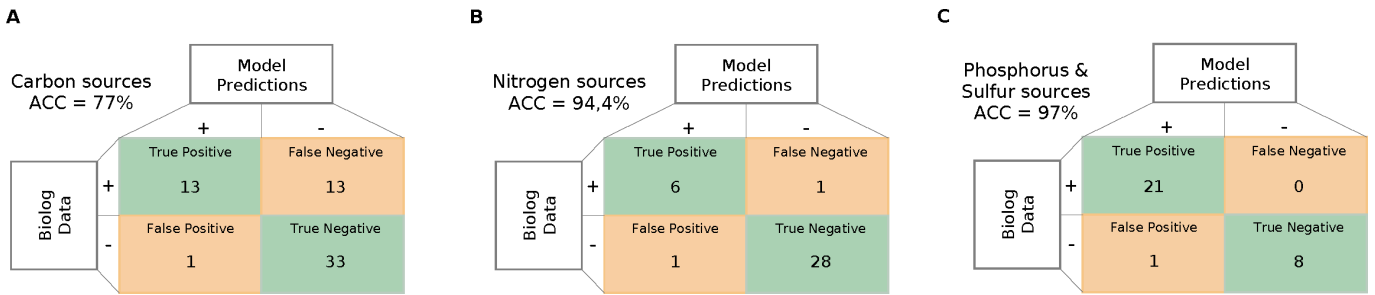 A
Carbon sources
ACC = 77%
Model
Predictions
+
-
Biolog
Data
+
-
True Positive
13
False Negative
13
False Positive
1
True Negative
33
B
Nitrogen sources
ACC = 94,4%
Model
Predictions
+
-
Biolog
Data
+
-
True Positive
6
False Negative
1
False Positive
1
True Negative
28
C
Phosphorus &
Sulfur sources
ACC = 97%
Model
Predictions
+
-
Biolog
Data
+
-
True Positive
21
False Negative
0
False Positive
1
True Negative
8